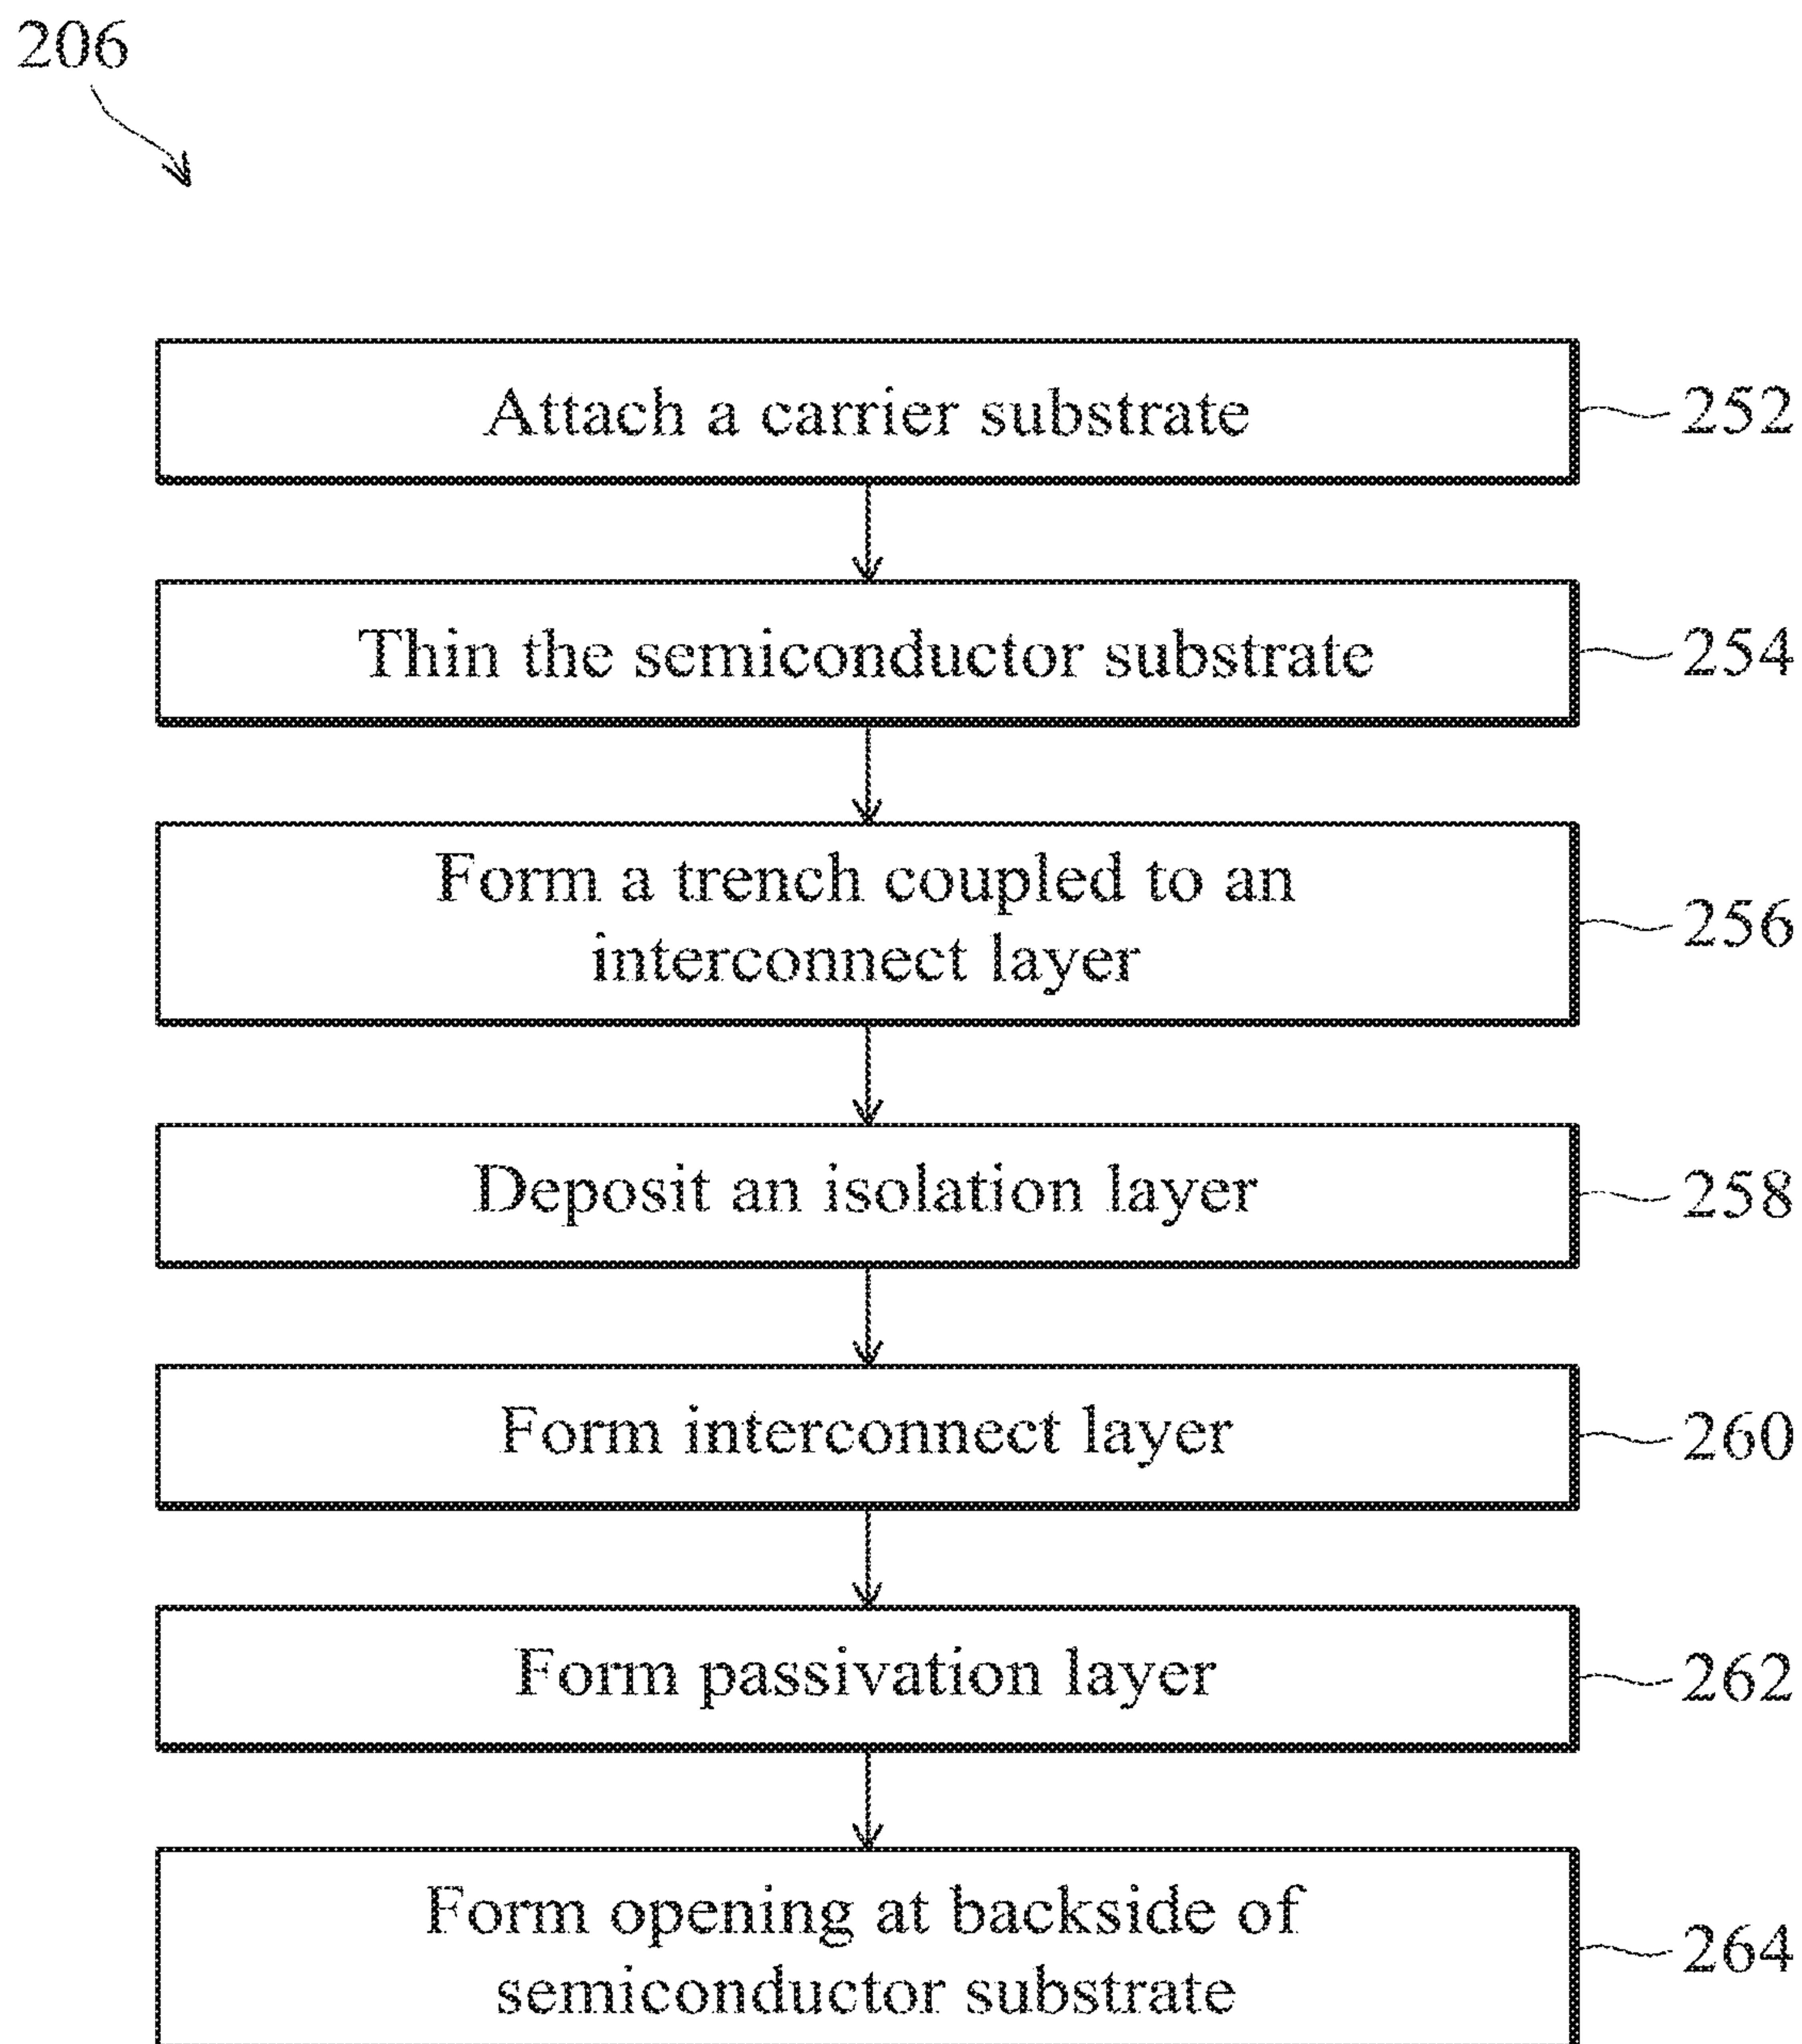 206
Attach a carrier substrate
252
Thin the semiconductor substrate
254
Form a trench coupled to an
interconnect layer
256
Deposit an isolation layer
258
Form interconnect layer
260
Form passivation layer
262
Form opening at backside of
semiconductor substrate
264